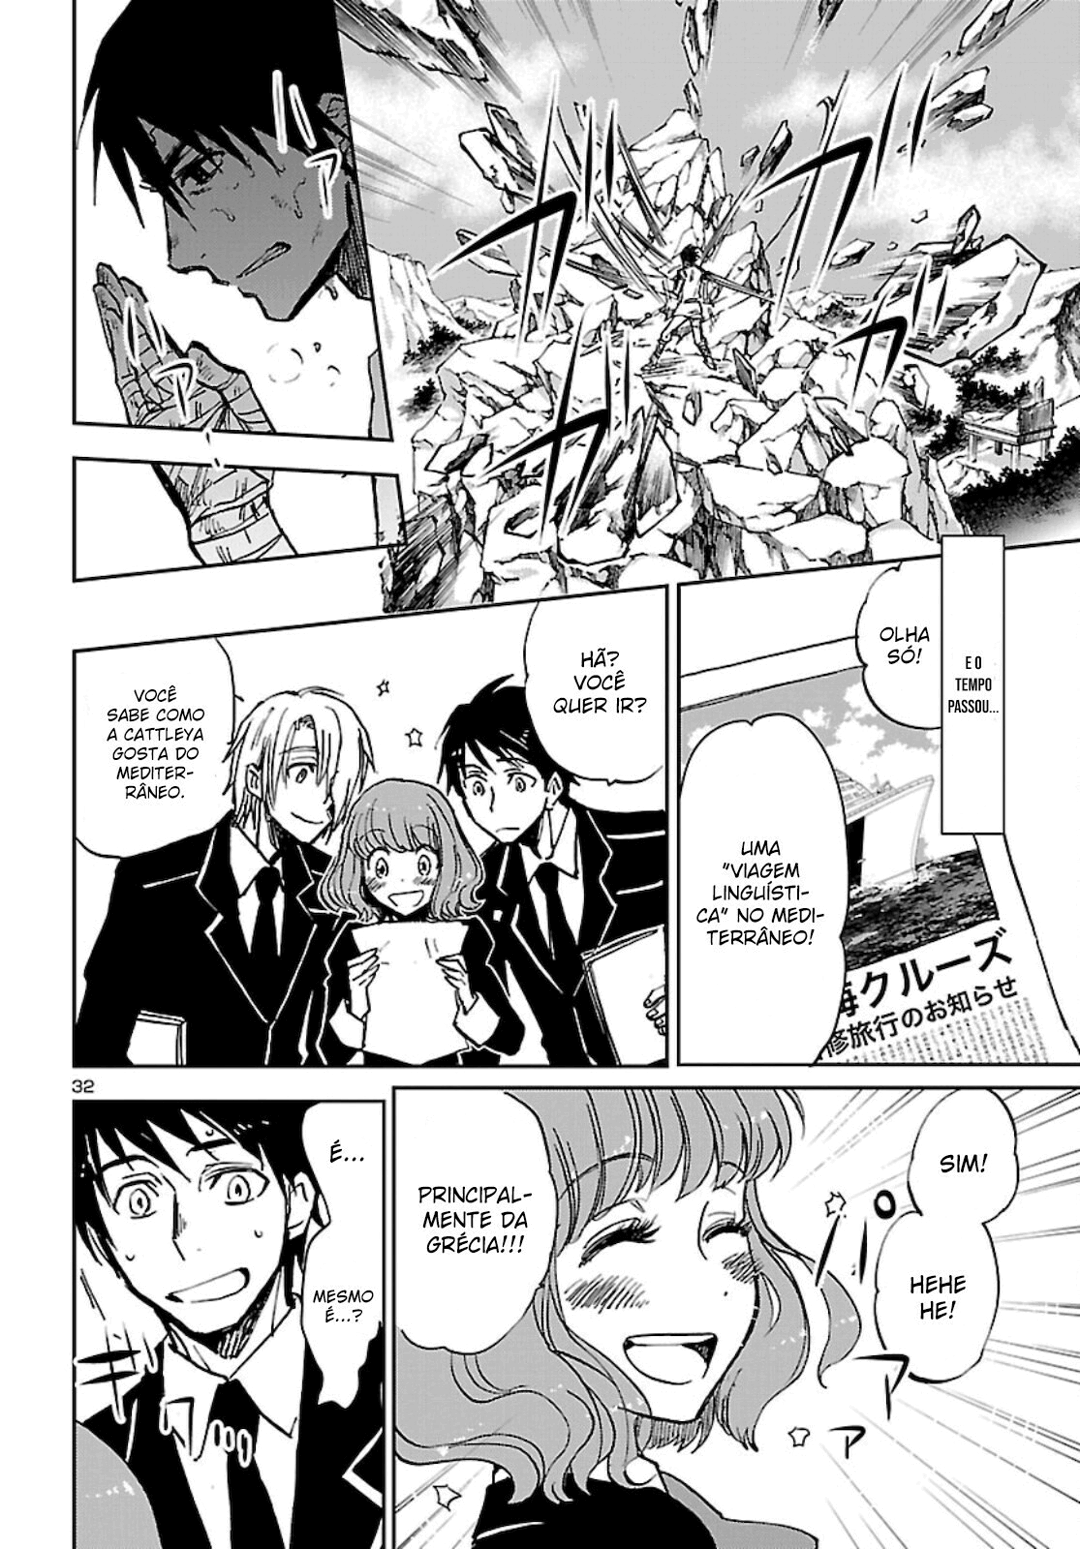 E O
TEMPO
PASSOU...
OLHA
SÓ!
UMA
"VIAGEM
LINGUÍSTI-
CA" NO MEDI-
TERRÂNEO!
海クルーズ
修旅行のお知らせ
HÃ?
VOCÊ
QUER IR?
VOCÊ
SABE COMO
A CATTLEYA
GOSTA DO
MEDITER-
RÂNEO.
32
SIM!
HEHE
HE!
PRINCIPAL-
MENTE DA
GRÉCIA!!!
É...
MESMO
É...?